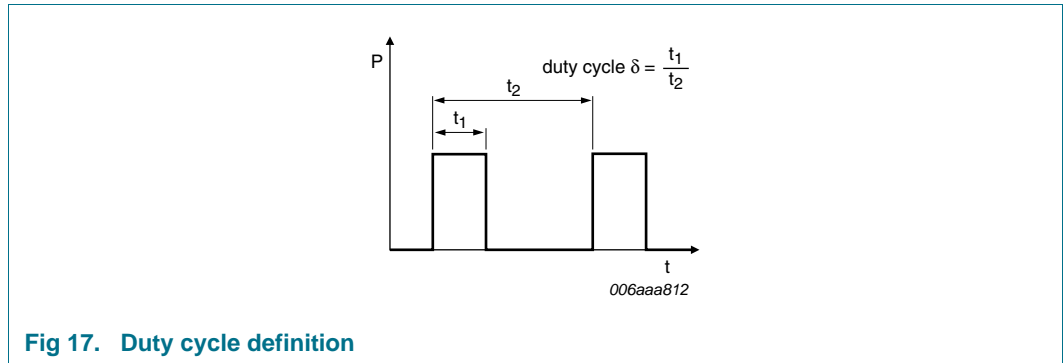 P
duty cycle δ = t1
t2
t2
t1
t
006aaa812
Fig 17. Duty cycle definition